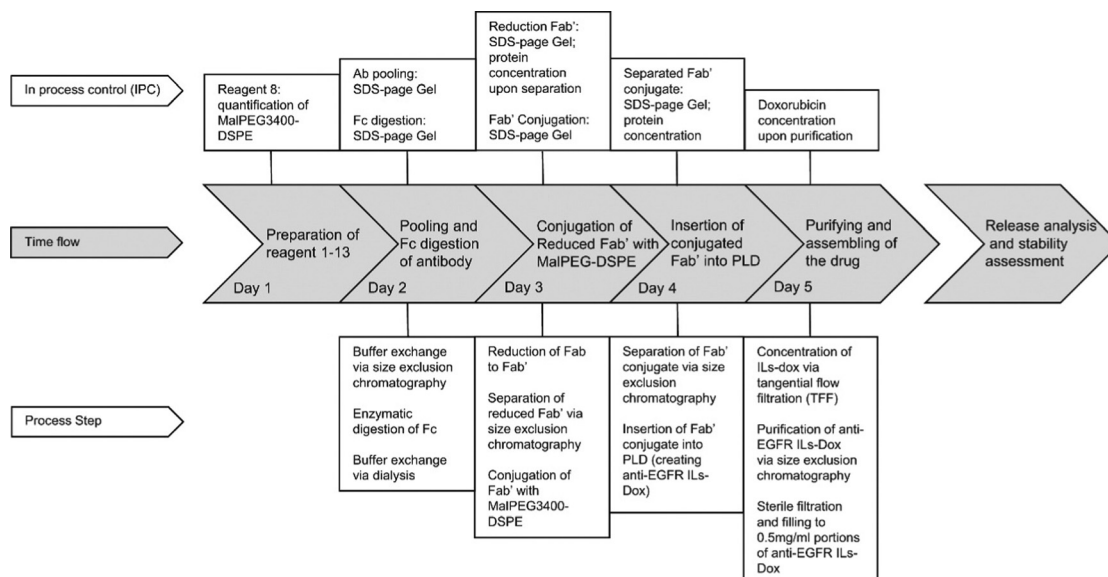 In process control (IPC)
Reagent 8:
quantification of
MalPEG3400-
DSPE
Ab pooling:
SDS-page Gel
Fc digestion:
SDS-page Gel
Reduction Fab’:
SDS-page Gel;
protein
concentration
upon separation
Fab’ Conjugation:
SDS-page Gel
Separated Fab’
conjugate:
SDS-page Gel;
protein
concentration
Doxorubicin
concentration
upon purification
Time flow
Preparation of
reagent 1-13
Day 1
Pooling and
Fc digestion
of antibody
Day 2
Conjugation of
Reduced Fab’ with
MalPEG-DSPE
Day 3
Insertion of
conjugated
Fab’ into PLD
Day 4
Purifying and
assembling of
the drug
Day 5
Release analysis
and stability
assessment
Process Step
Buffer exchange
via size exclusion
chromatography
Enzymatic
digestion of Fc
Buffer exchange
via dialysis
Reduction of Fab
to Fab’
Separation of
reduced Fab’ via
size exclusion
chromatography
Conjugation of
Fab’ with
MalPEG3400-
DSPE
Separation of Fab’
conjugate via size
exclusion
chromatography
Insertion of Fab’
conjugate into
PLD (creating
anti-EGFR ILs-
Dox)
Concentration of
ILs-dox via
tangential flow
filtration (TFF)
Purification of anti-
EGFR ILs-Dox
via size exclusion
chromatography
Sterile filtration
and filling to
0.5mg/ml portions
of anti-EGFR ILs-
Dox